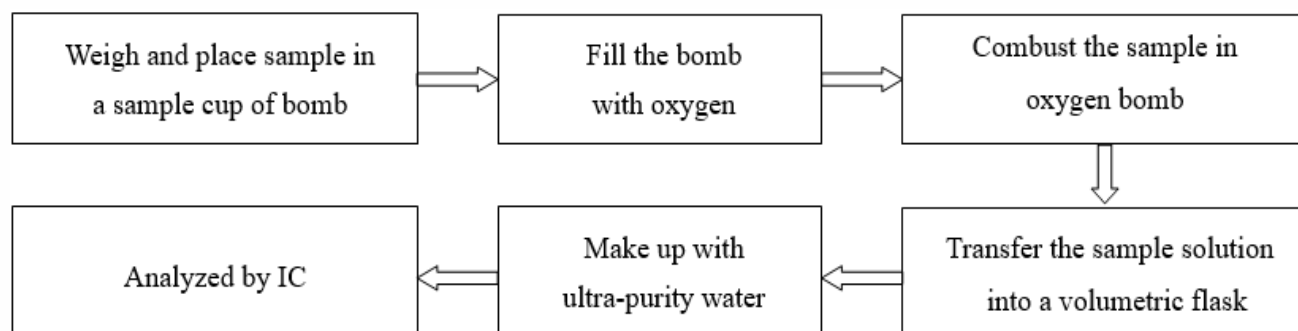 Weigh and place sample in
a sample cup of bomb
Fill the bomb
with oxygen
Combust the sample in
oxygen bomb
Transfer the sample solution
into a volumetric flask
Make up with
ultra-purity water
Analyzed by IC